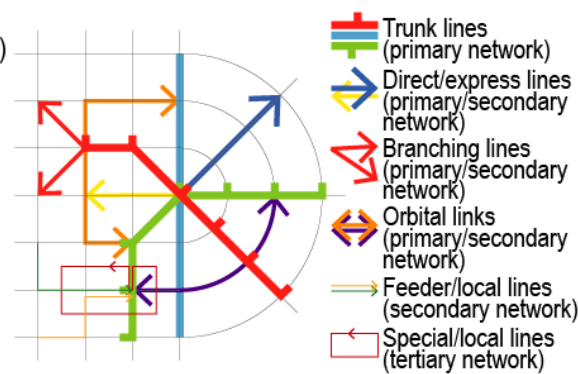 )
Trunk lines
(primary network)
Direct/express lines
(primary/secondary
network)
Branching lines
(primary/secondary
network)
Orbital links
(primary/secondary
network)
Feeder/local lines
(secondary network)
Special/local lines
(tertiary network)